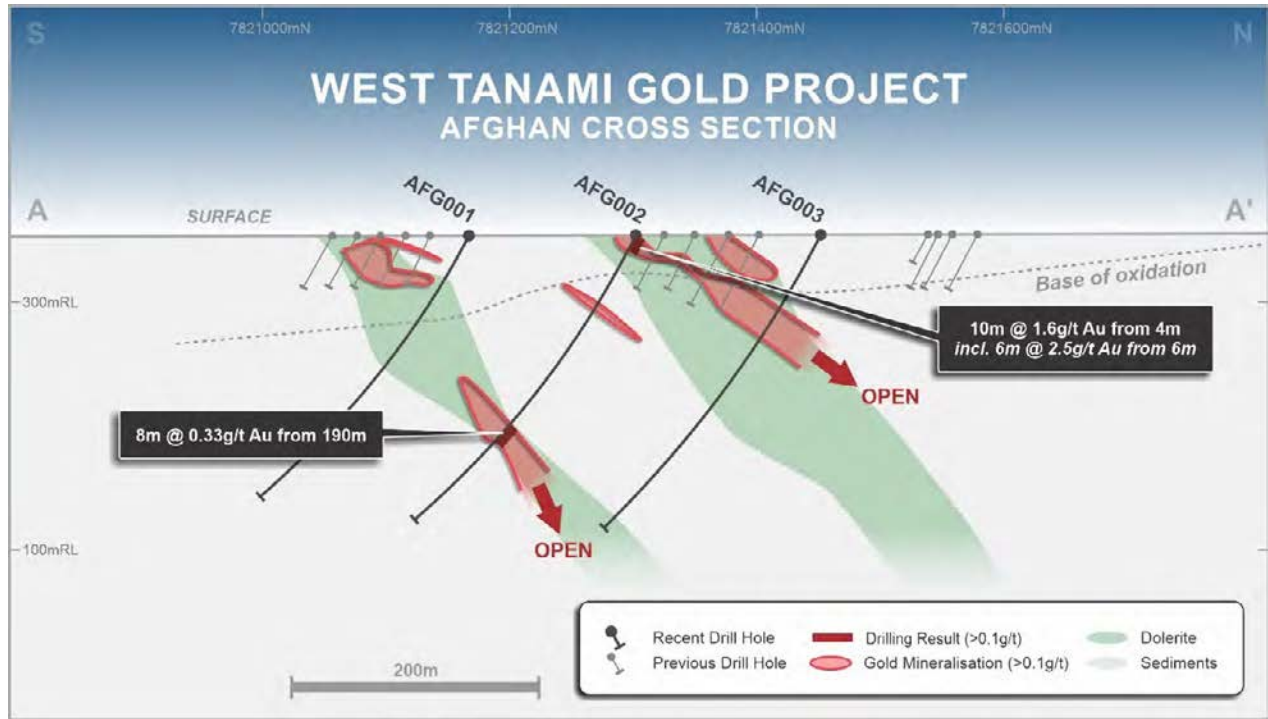 S
7821000mN
7821200mN
7821400mN
7821600mN
N
WEST TANAMI GOLD PROJECT
AFGHAN CROSS SECTION
A
SURFACE
AFG001
AFG002
AFG003
A'
Base of oxidation
300mRL
10m @ 1.6g/t Au from 4m
incl. 6m @ 2.5g/t Au from 6m
OPEN
8m @ 0.33g/t Au from 190m
OPEN
100mRL
200m
Recent Drill Hole
Previous Drill Hole
Drilling Result (>0.1g/t)
Gold Mineralisation (>0.1g/t)
Dolerite
Sediments